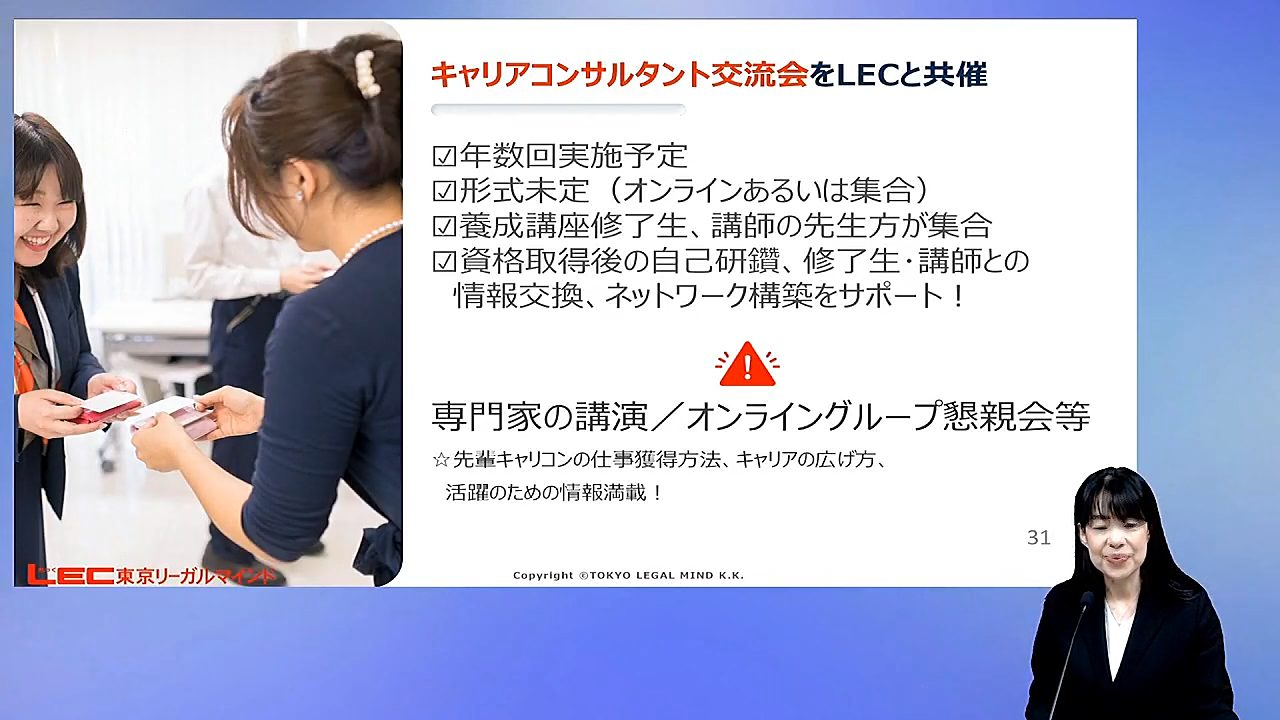 キャリアコンサルタント交流会をLECと共催
☑年数回実施予定
☑形式未定（オンラインあるいは集合）
☑養成講座修了生、講師の先生方が集合
☑資格取得後の自己研鑽、修了生・講師との
情報交換、ネットワーク構築をサポート！
専門家の講演／オンライングループ懇親会等
☆先輩キャリコンの仕事獲得方法、キャリアの広げ方、
活躍のための情報満載！
31
LEC東京リーガルマインド
Copyright ©TOKYO LEGAL MIND K.K.